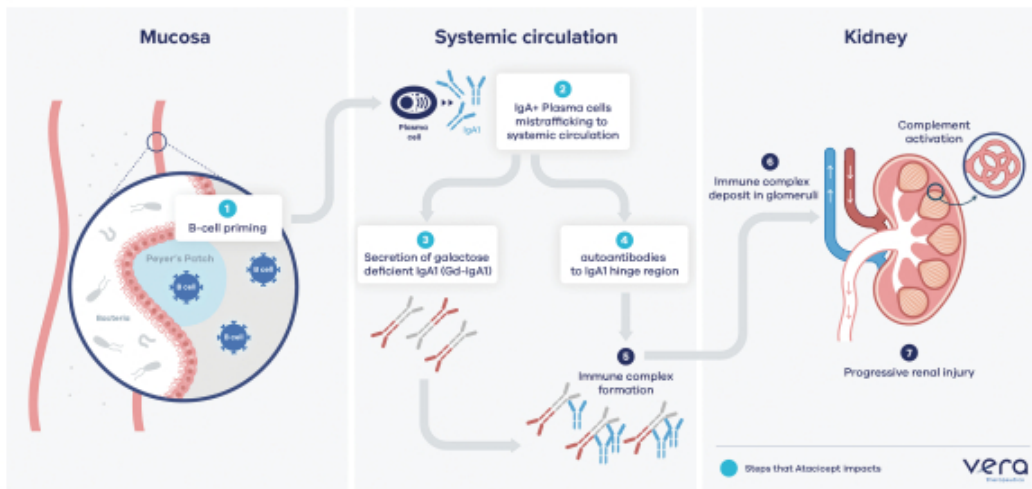 Mucosa
Systemic circulation
Kidney
1
B-cell priming
Peyer's Patch
B cell
B cell
B cell
Bacteria
Plasma
cell
IgA1
2
IgA+ Plasma cells
mistrafficking to
systemic circulation
3
Secretion of galactose
deficient IgA1 (Gd-IgA1)
4
autoantibodies
to IgA1 hinge region
5
Immune complex
formation
6
Immune complex
deposit in glomeruli
Complement
activation
7
Progressive renal injury
Steps that Atacicept impacts
vera
therapeutics